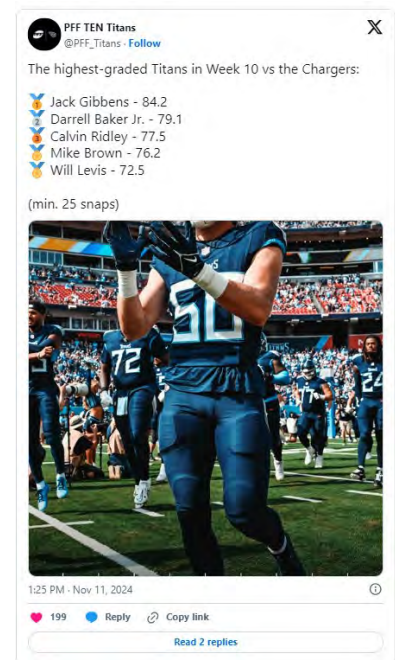 PFF TEN Titans
@PFF_Titans · Follow
The highest-graded Titans in Week 10 vs the Chargers:
🥇 Jack Gibbens - 84.2
🥈 Darrell Baker Jr. - 79.1
🥉 Calvin Ridley - 77.5
🏅 Mike Brown - 76.2
🏅 Will Levis - 72.5
(min. 25 snaps)
50
72
24
1:25 PM · Nov 11, 2024
199 Reply Copy link
Read 2 replies